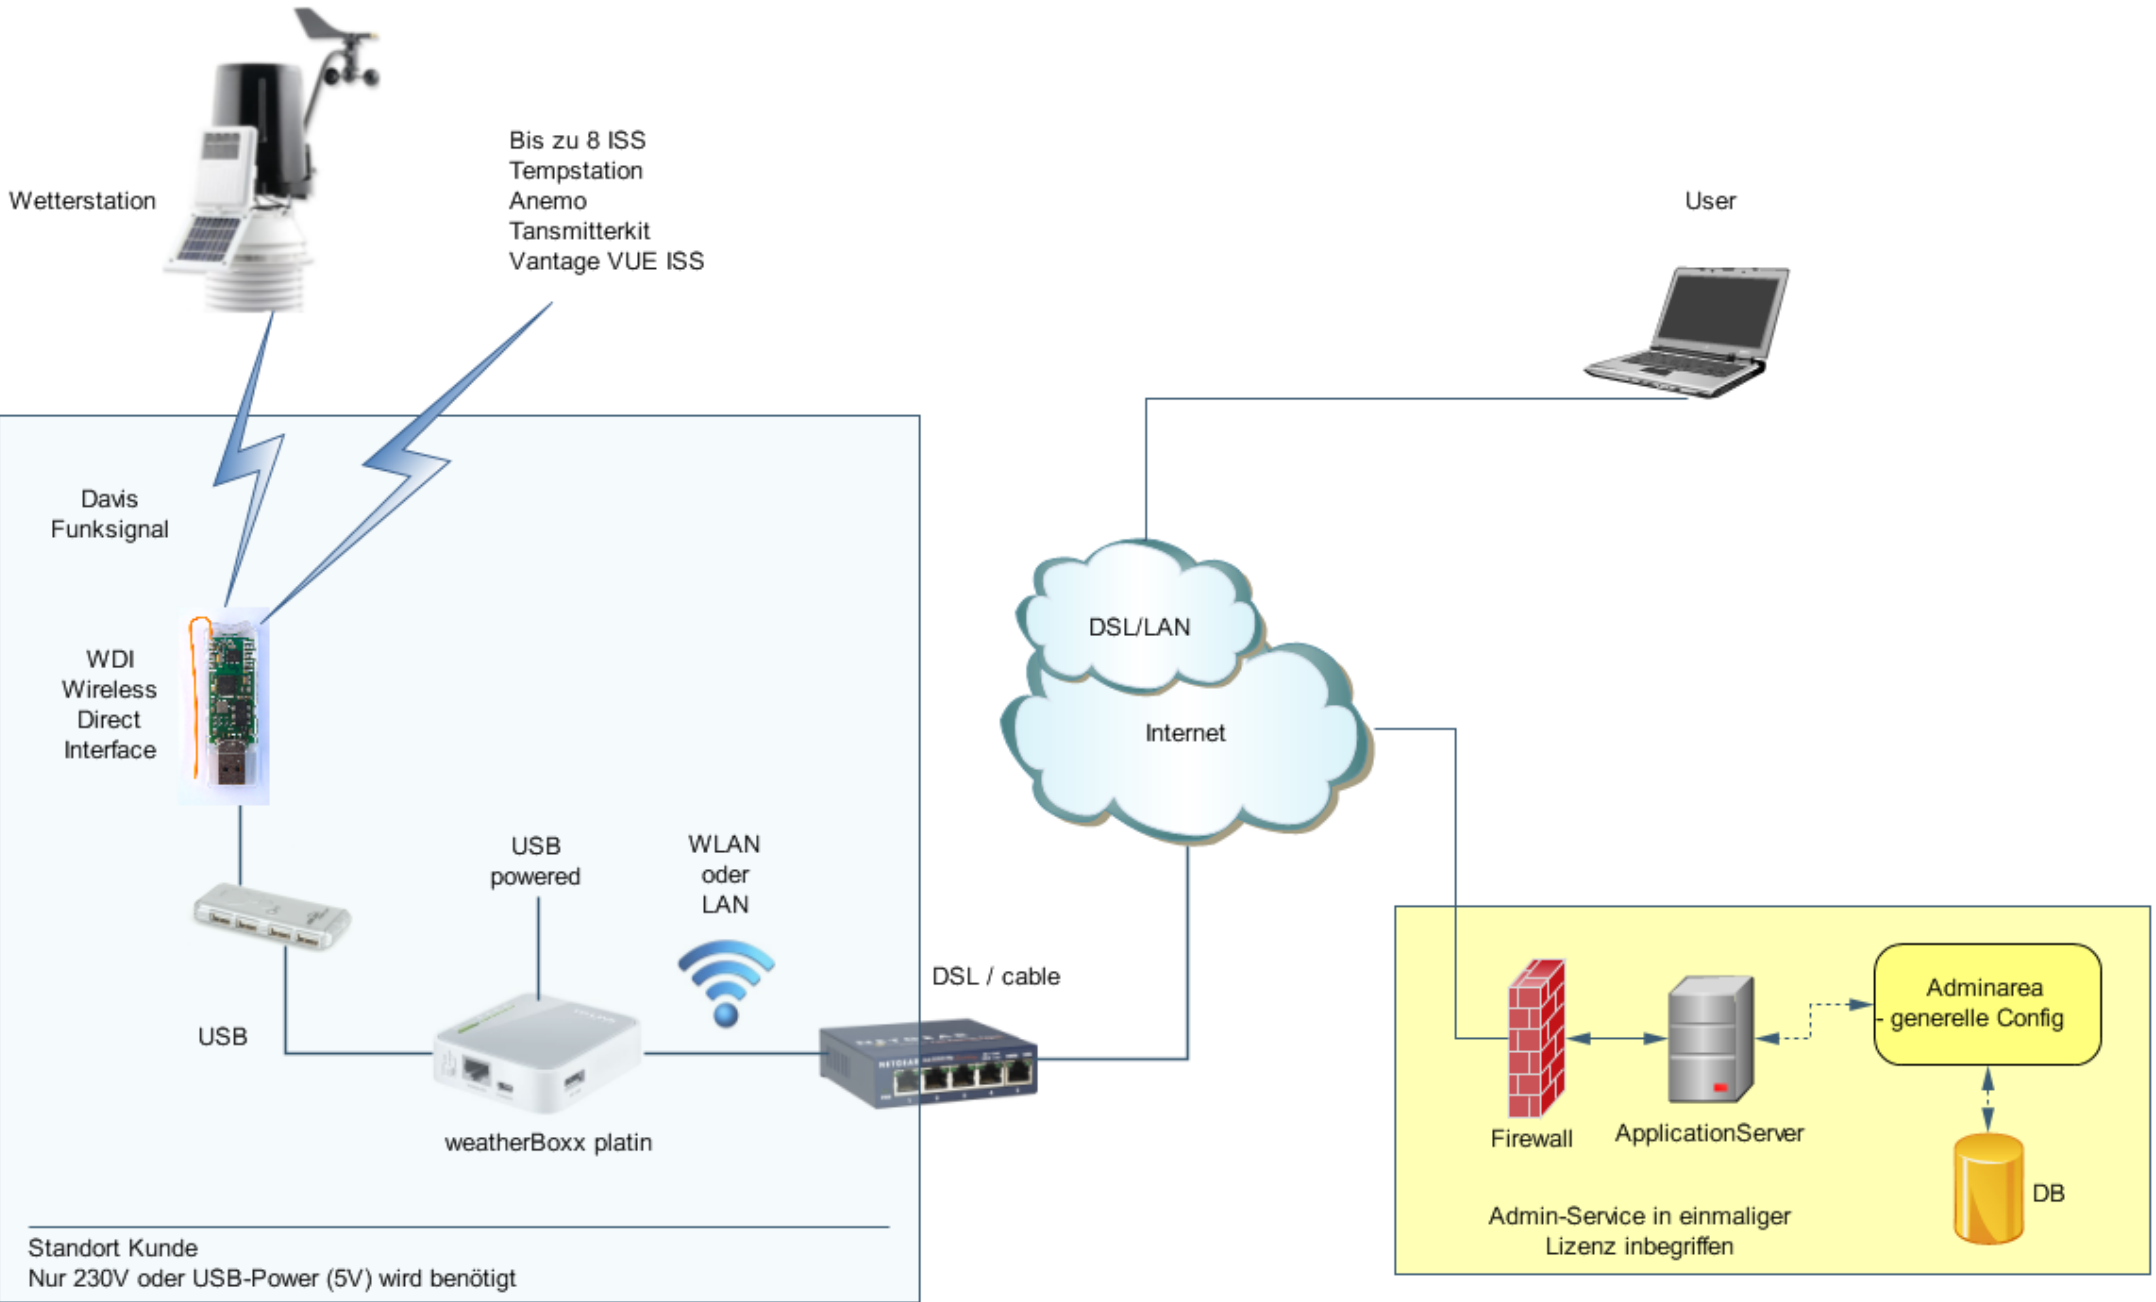 Wetterstation
Bis zu 8 ISS
Tempstation
Anemo
Tansmitterkit
Vantage VUE ISS
User
Davis
Funksignal
WDI
Wireless
Direct
Interface
DSL/LAN
Internet
USB
powered
WLAN
oder
LAN
DSL / cable
USB
NETGEAR
NETGEAR
weatherBoxx platin
Adminarea
- generelle Config
Firewall
ApplicationServer
DB
Admin-Service in einmaliger
Lizenz inbegriffen
Standort Kunde
Nur 230V oder USB-Power (5V) wird benötigt